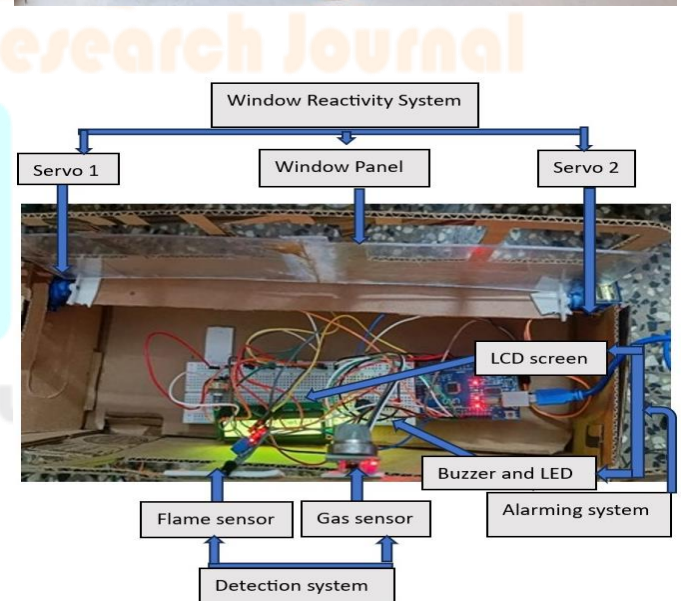 esearch Journal
Window Reactivity System
Servo 1
Window Panel
Servo 2
LCD screen
Buzzer and LED
Alarming system
Flame sensor
Gas sensor
Detection system